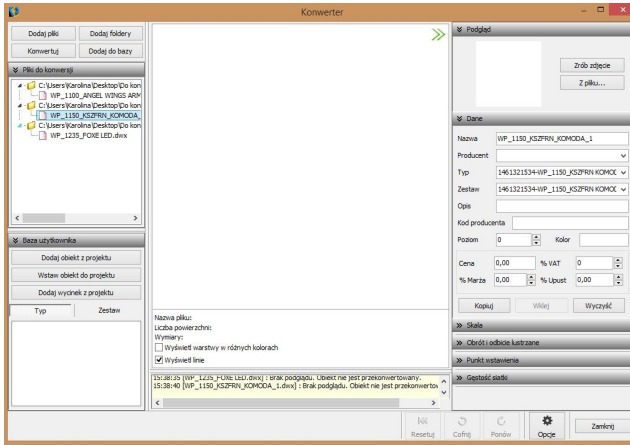 Konwerter
Dodaj pliki
Dodaj foldery
Konwertuj
Dodaj do bazy
Pliki do konwersji
C:\Users\Karolina\Desktop\Do kon
WP_1100_ANGEL WINGS ARM
C:\Users\Karolina\Desktop\Do kon
WP_1150_KSZFRN_KOMODA_
C:\Users\Karolina\Desktop\Do kon
WP_1235_FOXE LED.dwx
Baza użytkownika
Dodaj obiekt z projektu
Wstaw obiekt do projektu
Dodaj wycinek z projektu
Typ
Zestaw
Nazwa pliku:
Liczba powierzchni:
Wymiary:
Wyświetl warstwy w różnych kolorach
Wyświetl linie
15:38:35 [WP_1235_FOXE LED.dwx] : Brak podglądu. Obiekt nie jest przekonwertowany.
15:38:40 [WP_1150_KSZFRN_KOMODA_1.dwx] : Brak podglądu. Obiekt nie jest przekonwertow
Podgląd
Zrób zdjęcie
Z pliku...
Dane
Nazwa WP_1150_KSZFRN_KOMODA_1
Producent
Typ 1461321534-WP_1150_KSZFRN KOMOD
Zestaw 1461321534-WP_1150_KSZFRN KOMOD
Opis
Kod producenta
Poziom 0 Kolor
Cena 0,00 % VAT 0
% Marża 0,00 % Upust 0,00
Kopiuj
Wklej
Wyczyść
Skala
Obrót i odbicie lustrzane
Punkt wstawienia
Gęstość siatki
Resetuj
Cofnij
Ponów
Opcje
Zamknij